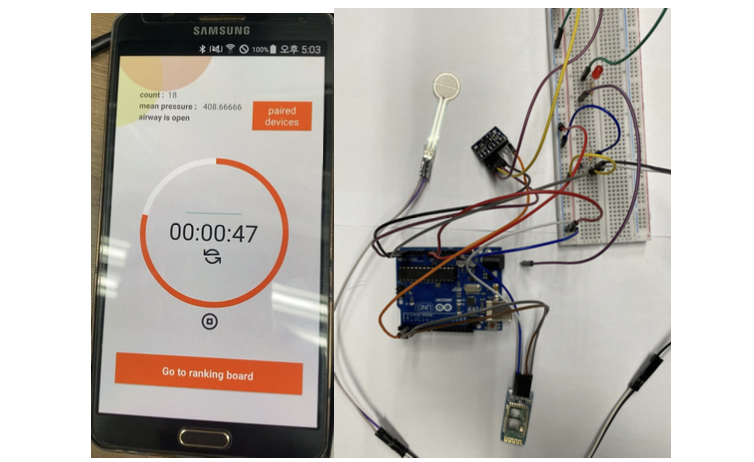 SAMSUNG
100% 오후 5:03
count : 18
mean pressure : 408.66666
airway is open
paired
devices
00:00:47
Go to ranking board
UNO